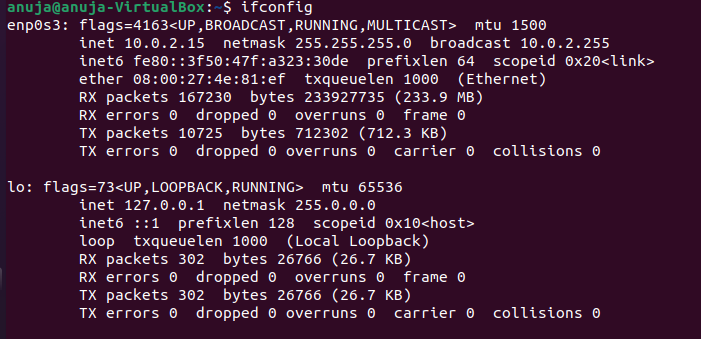 anuja@anuja-VirtualBox:~$ ifconfig
enp0s3: flags=4163<UP,BROADCAST,RUNNING,MULTICAST>  mtu 1500
        inet 10.0.2.15  netmask 255.255.255.0  broadcast 10.0.2.255
        inet6 fe80::3f50:47f:a323:30de  prefixlen 64  scopeid 0x20<link>
        ether 08:00:27:4e:81:ef  txqueuelen 1000  (Ethernet)
        RX packets 167230  bytes 233927735 (233.9 MB)
        RX errors 0  dropped 0  overruns 0  frame 0
        TX packets 10725  bytes 712302 (712.3 KB)
        TX errors 0  dropped 0 overruns 0  carrier 0  collisions 0

lo: flags=73<UP,LOOPBACK,RUNNING>  mtu 65536
        inet 127.0.0.1  netmask 255.0.0.0
        inet6 ::1  prefixlen 128  scopeid 0x10<host>
        loop  txqueuelen 1000  (Local Loopback)
        RX packets 302  bytes 26766 (26.7 KB)
        RX errors 0  dropped 0  overruns 0  frame 0
        TX packets 302  bytes 26766 (26.7 KB)
        TX errors 0  dropped 0 overruns 0  carrier 0  collisions 0